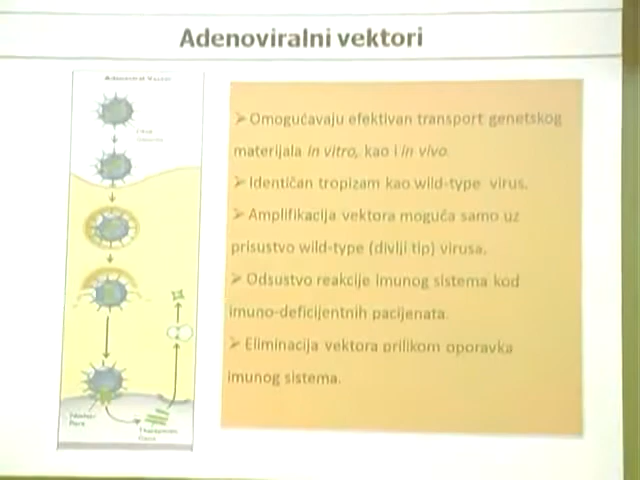 Adenoviralni vektori
Adenoviral Vector
➢ Omogućavaju efektivan transport genetskog
materijala in vitro, kao i in vivo.
➢ Identičan tropizam kao wild-type virus.
➢ Amplifikacija vektora moguća samo uz
prisustvo wild-type (divlji tip) virusa.
➢ Odsustvo reakcije imunog sistema kod
imuno-deficijentnih pacijenata.
➢ Eliminacija vektora prilikom oporavka
imunog sistema.